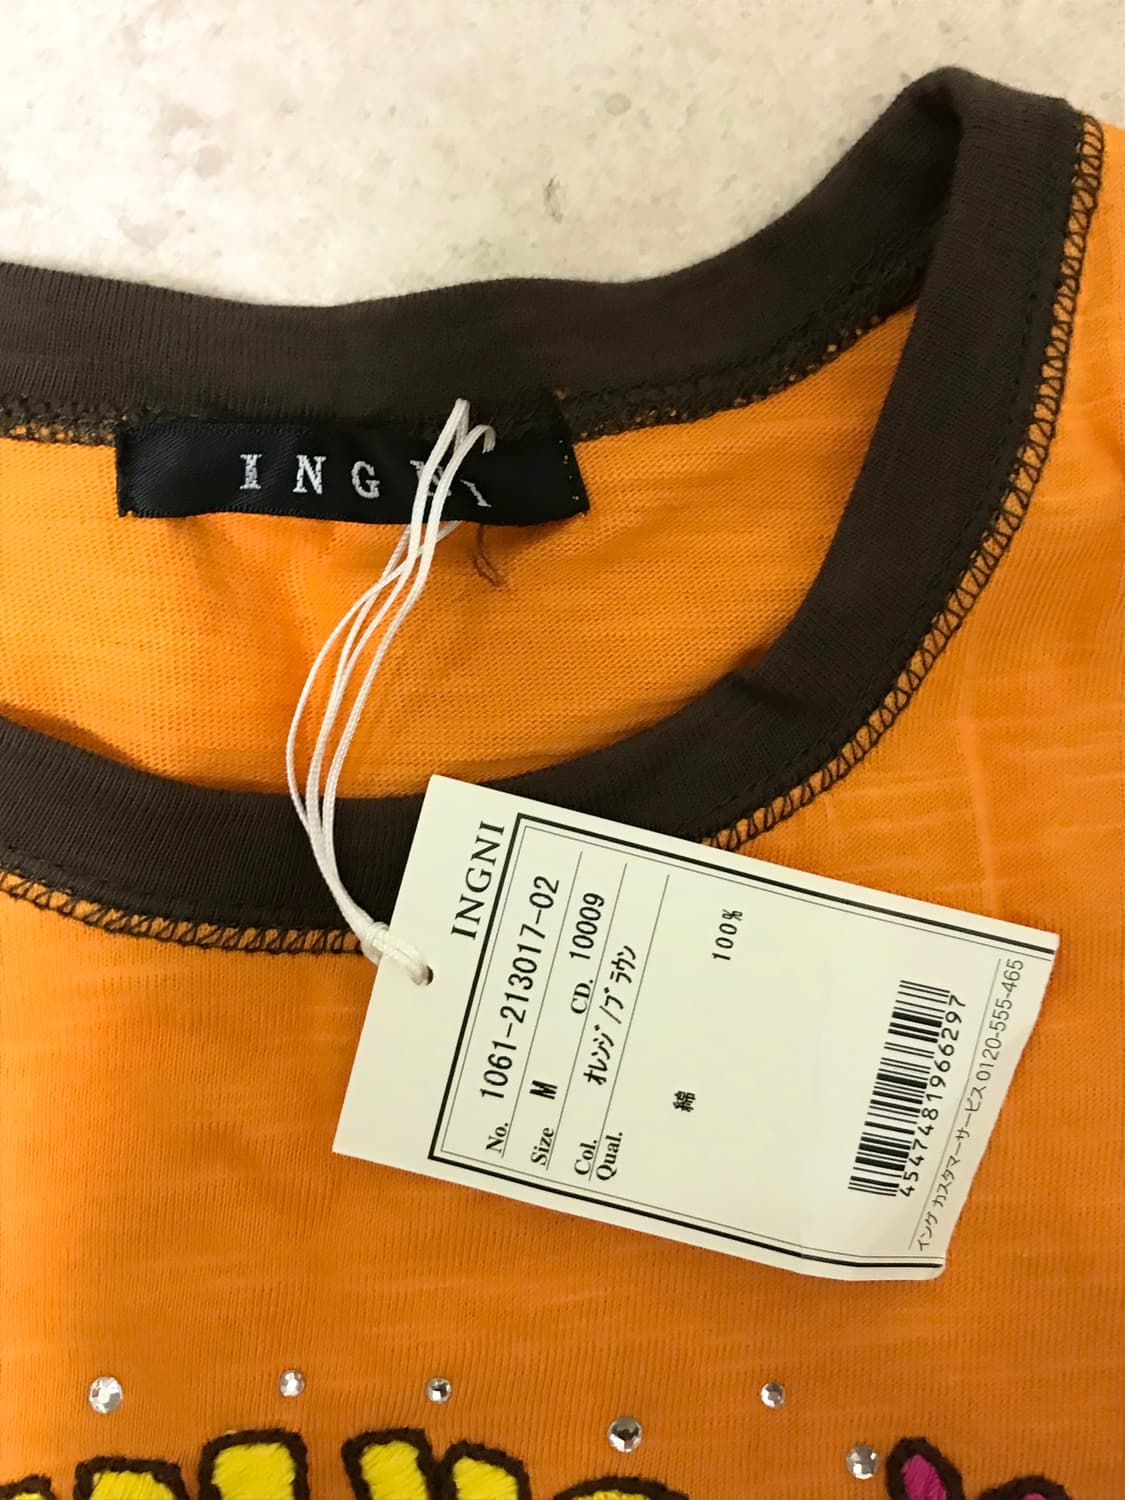 INGNI
INGNI
No. 1061-213017-02
Size M CD. 10009
Col. オレンジ/ブラウン
Qual.
綿 100%
4547481966297
イング カスタマーサービス 0120-555-465